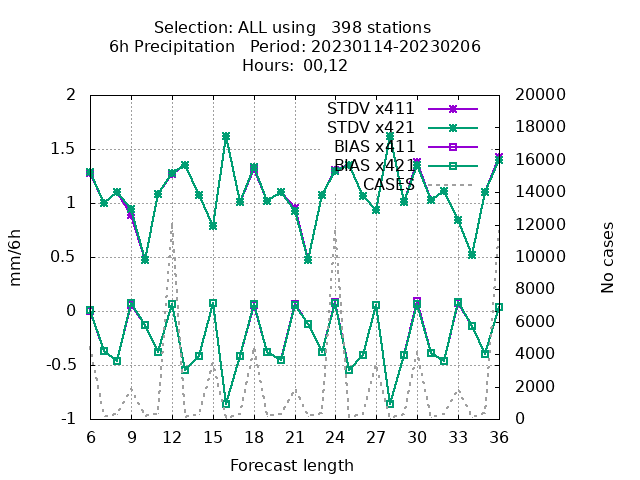 Selection: ALL using   398 stations
6h Precipitation   Period: 20230114-20230206
Hours:  00,12
STDV x411
STDV x421
BIAS x411
BIAS x421
CASES
2
1.5
1
0.5
0
-0.5
-1
mm/6h
20000
18000
16000
14000
12000
10000
8000
6000
4000
2000
0
No cases
6 9 12 15 18 21 24 27 30 33 36
Forecast length